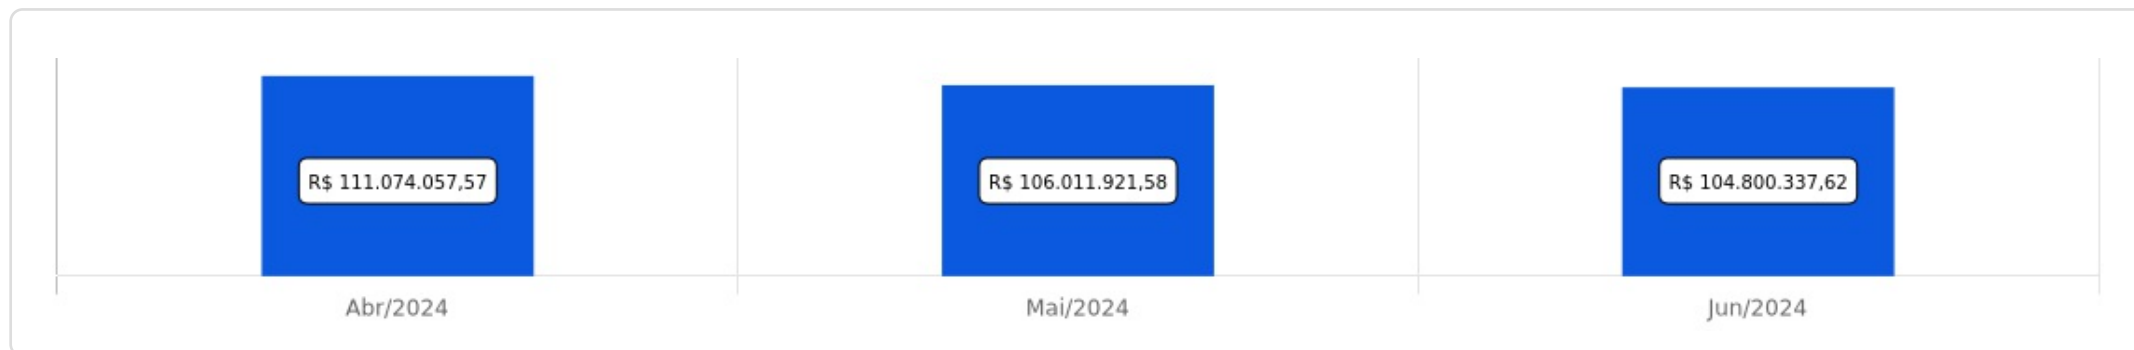 R$ 111.074.057,57
R$ 106.011.921,58
R$ 104.800.337,62
Abr/2024
Mai/2024
Jun/2024